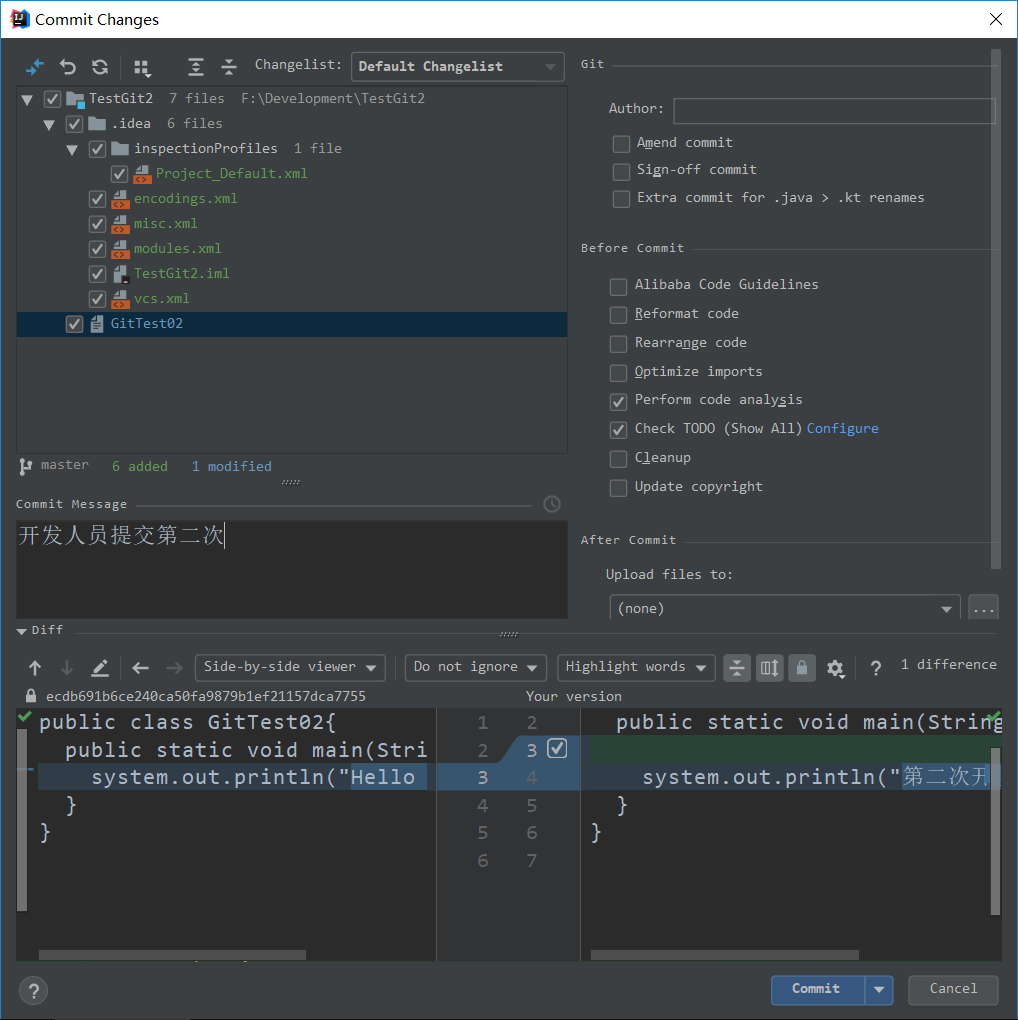 Commit Changes
Changelist: Default Changelist
TestGit2 7 files F:\Development\TestGit2
.idea 6 files
inspectionProfiles 1 file
Project_Default.xml
encodings.xml
misc.xml
modules.xml
TestGit2.iml
vcs.xml
GitTest02
master 6 added 1 modified
Commit Message
开发人员提交第二次
Git
Author:
Amend commit
Sign-off commit
Extra commit for .java > .kt renames
Before Commit
Alibaba Code Guidelines
Reformat code
Rearrange code
Optimize imports
Perform code analysis
Check TODO (Show All) Configure
Cleanup
Update copyright
After Commit
Upload files to:
(none) ...
Diff
Side-by-side viewer Do not ignore Highlight words ? 1 difference
ecdb691b6ce240ca50fa9879b1ef21157dca7755 Your version
public class GitTest02{ 1 2 public static void main(String
public static void main(Stri 2 3
system.out.println("Hello 3 4 system.out.println("第二次开
} 4 5 }
} 5 6 }
6 7
? Commit Cancel